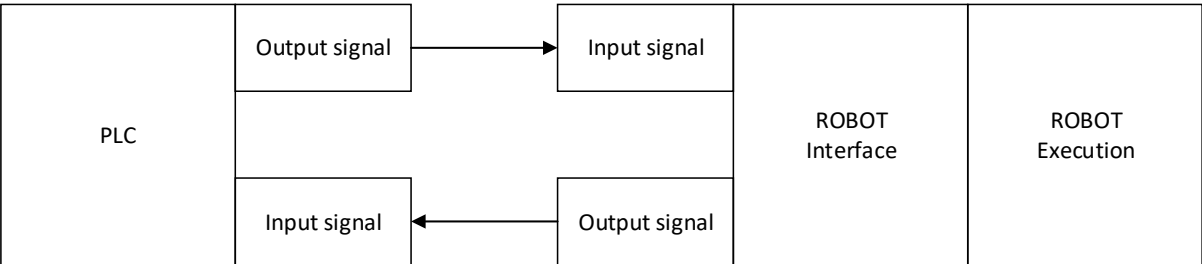 Output signal
Input signal
PLC
ROBOT
Interface
ROBOT
Execution
Input signal
Output signal